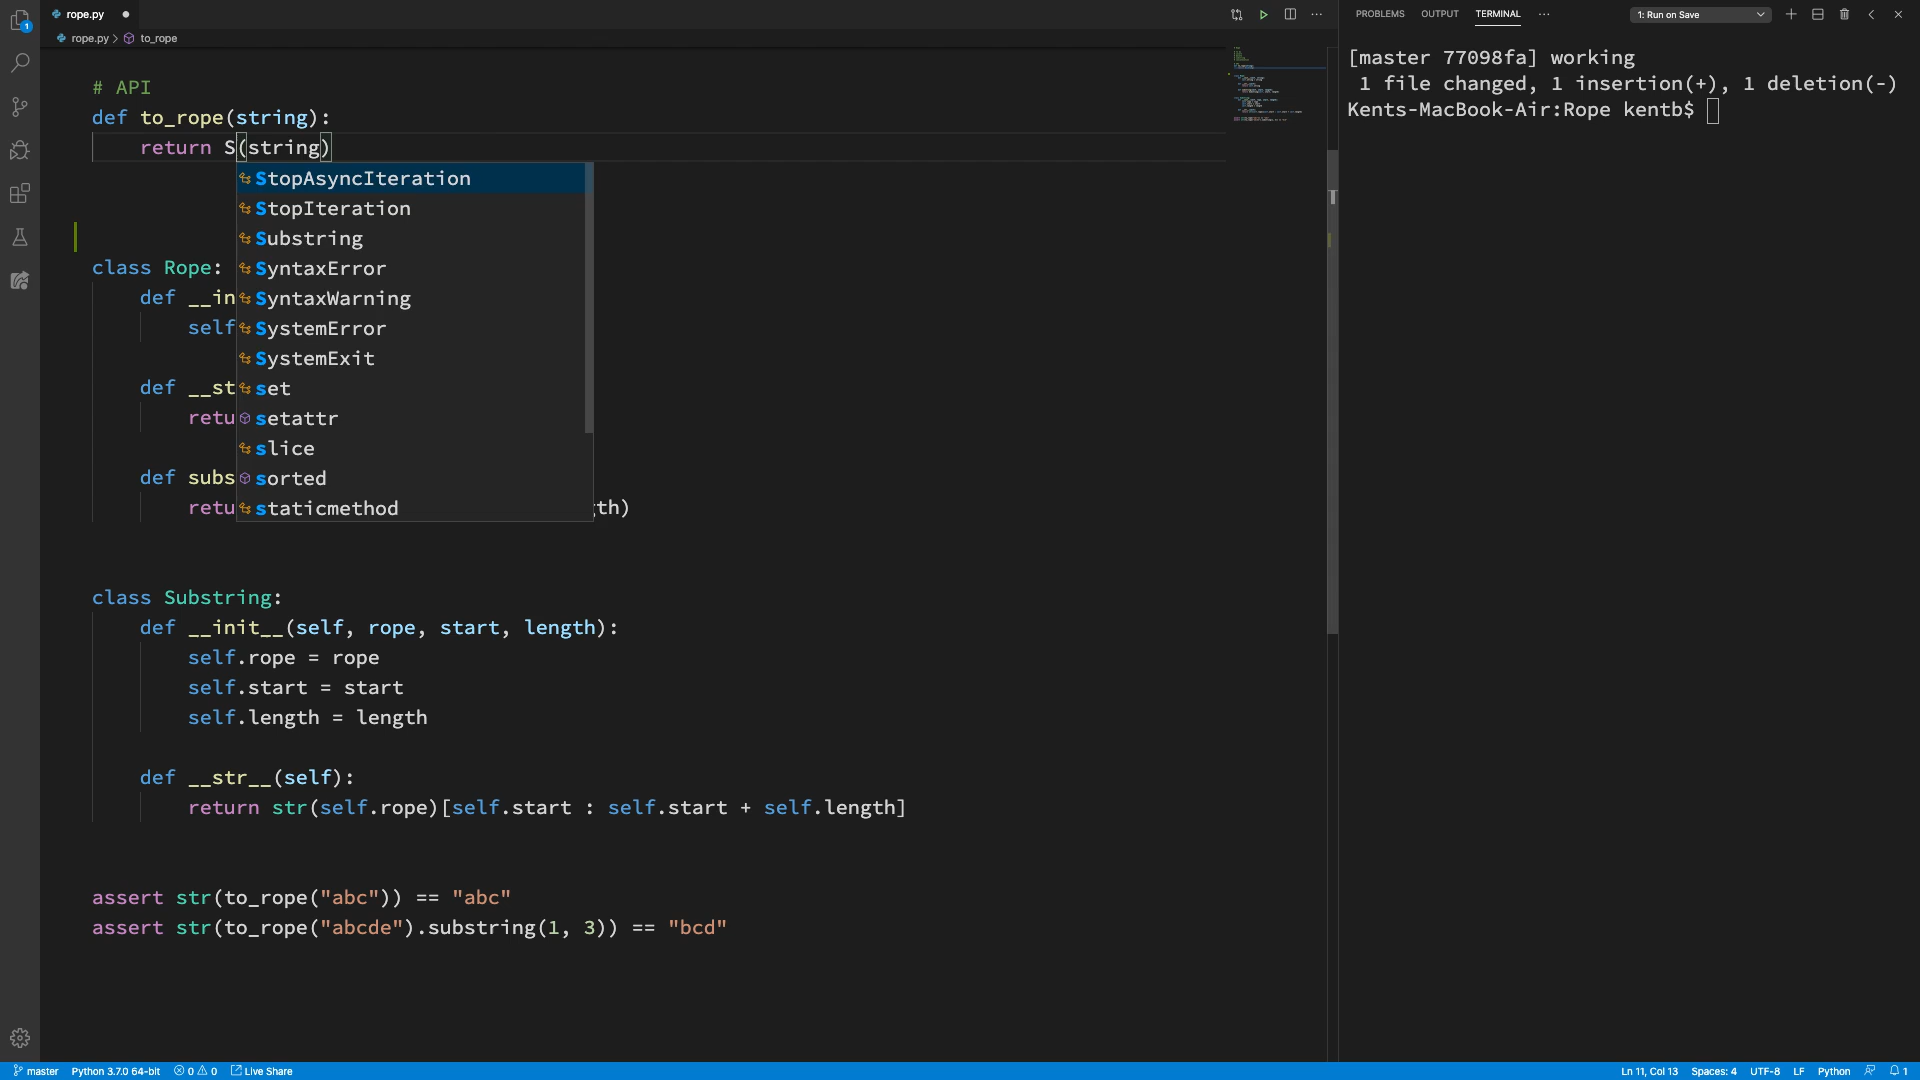 rope.py
PROBLEMS OUTPUT TERMINAL
1: Run on Save
rope.py > to_rope
[master 77098fa] working
1 file changed, 1 insertion(+), 1 deletion(-)
Kents-MacBook-Air:Rope kentb$
# API
def to_rope(string):
return S(string)
StopAsyncIteration
StopIteration
Substring
SyntaxError
SyntaxWarning
SystemError
SystemExit
set
setattr
slice
sorted
staticmethod
class Rope:
def __in
self
def __st
retu
def subs
retu th)
class Substring:
def __init__(self, rope, start, length):
self.rope = rope
self.start = start
self.length = length
def __str__(self):
return str(self.rope)[self.start : self.start + self.length]
assert str(to_rope("abc")) == "abc"
assert str(to_rope("abcde").substring(1, 3)) == "bcd"
1
master Python 3.7.0 64-bit 0 0 Live Share
Ln 11, Col 13 Spaces: 4 UTF-8 LF Python 1